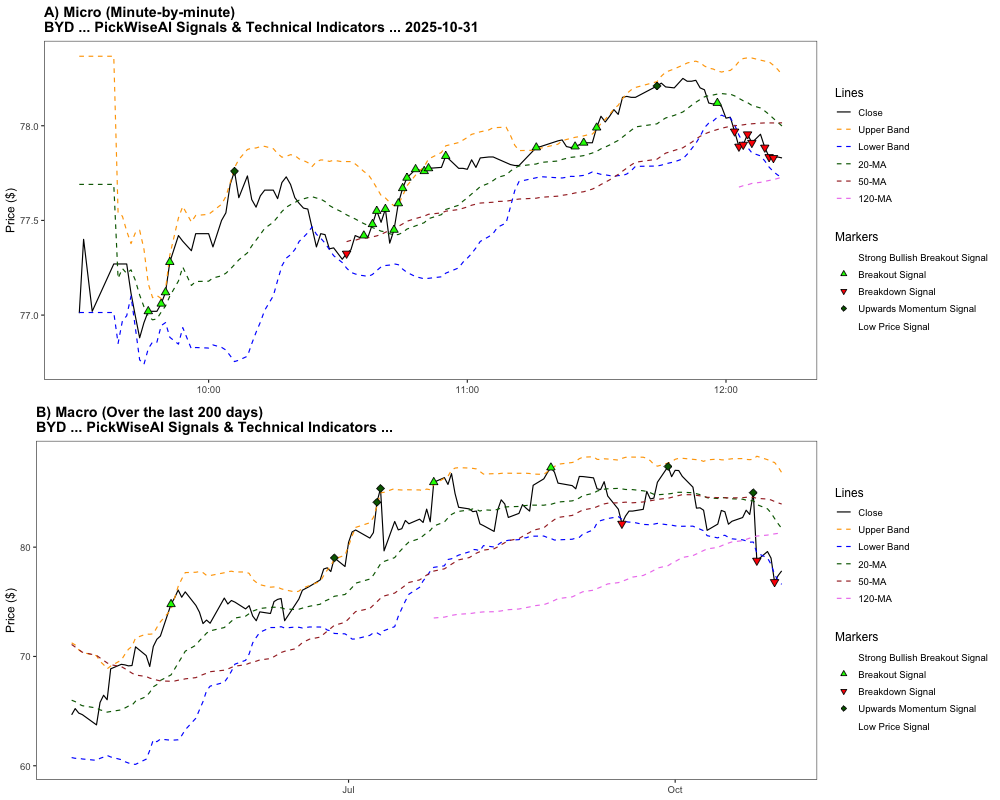 A) Micro (Minute-by-minute)
BYD ... PickWiseAI Signals & Technical Indicators ... 2025-10-31
Price ($)
78.0
77.5
77.0
10:00
11:00
12:00
Lines
Close
Upper Band
Lower Band
20-MA
50-MA
120-MA
Markers
Strong Bullish Breakout Signal
Breakout Signal
Breakdown Signal
Upwards Momentum Signal
Low Price Signal
B) Macro (Over the last 200 days)
BYD ... PickWiseAI Signals & Technical Indicators ...
Price ($)
80
70
60
Jul
Oct
Lines
Close
Upper Band
Lower Band
20-MA
50-MA
120-MA
Markers
Strong Bullish Breakout Signal
Breakout Signal
Breakdown Signal
Upwards Momentum Signal
Low Price Signal